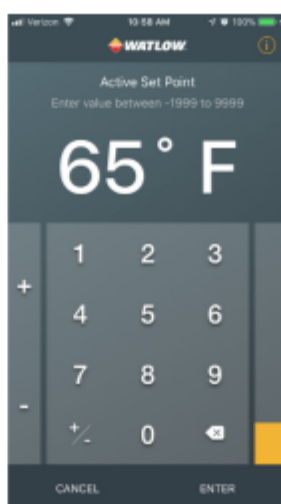 Verizon 10:58 AM 100%
WATLOW
Active Set Point
Enter value between -1999 to 9999
65° F
1 2 3
+
4 5 6
7 8 9
-
+/- 0
CANCEL ENTER